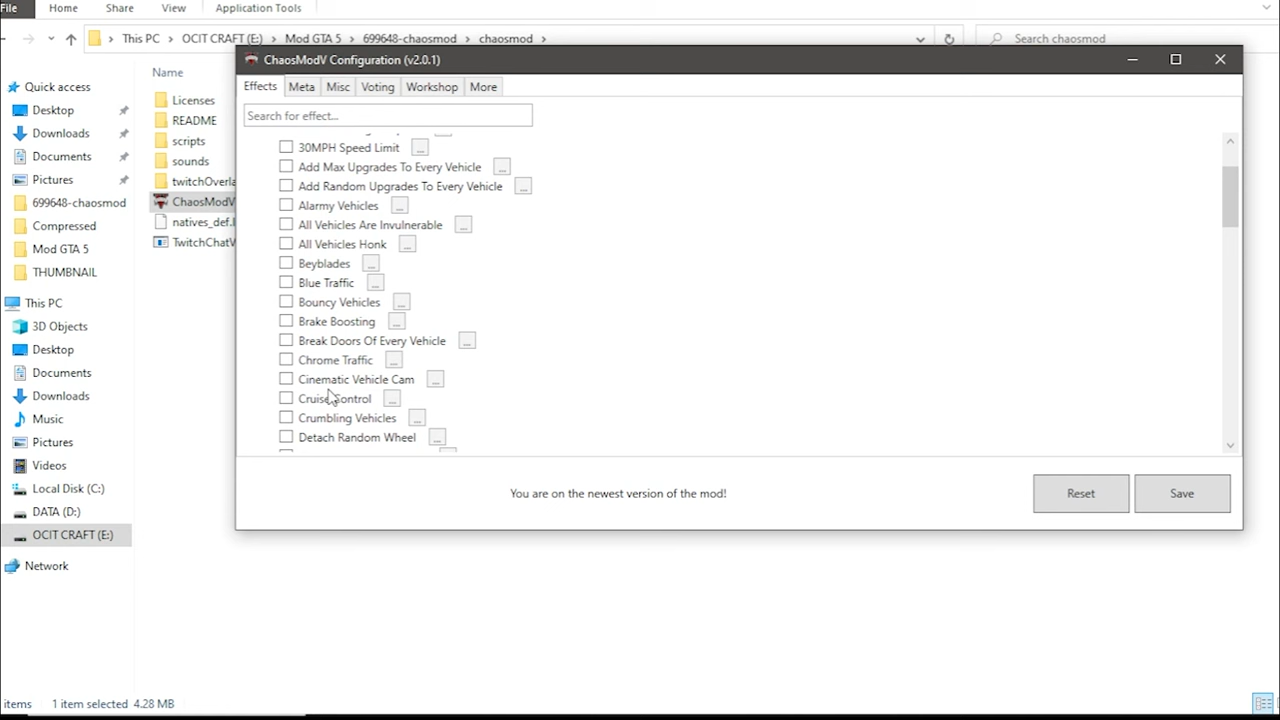 File Home Share View Application Tools
This PC OCIT CRAFT (E:) Mod GTA 5 699648-chaosmod chaosmod Search chaosmod
ChaosModV Configuration (v2.0.1)
Effects Meta Misc Voting Workshop More
Search for effect...
Name
Quick access
Desktop
Downloads
Documents
Pictures
699648-chaosmod
Compressed
Mod GTA 5
THUMBNAIL
This PC
3D Objects
Desktop
Documents
Downloads
Music
Pictures
Videos
Local Disk (C:)
DATA (D:)
OCIT CRAFT (E:)
Network
Licenses
README
scripts
sounds
twitchOverla
ChaosModV
natives_def.l
TwitchChatV
30MPH Speed Limit ...
Add Max Upgrades To Every Vehicle ...
Add Random Upgrades To Every Vehicle ...
Alarmy Vehicles ...
All Vehicles Are Invulnerable ...
All Vehicles Honk ...
Beyblades ...
Blue Traffic ...
Bouncy Vehicles ...
Brake Boosting ...
Break Doors Of Every Vehicle ...
Chrome Traffic ...
Cinematic Vehicle Cam ...
Cruise Control ...
Crumbling Vehicles ...
Detach Random Wheel ...
You are on the newest version of the mod!
Reset Save
items 1 item selected 4.28 MB